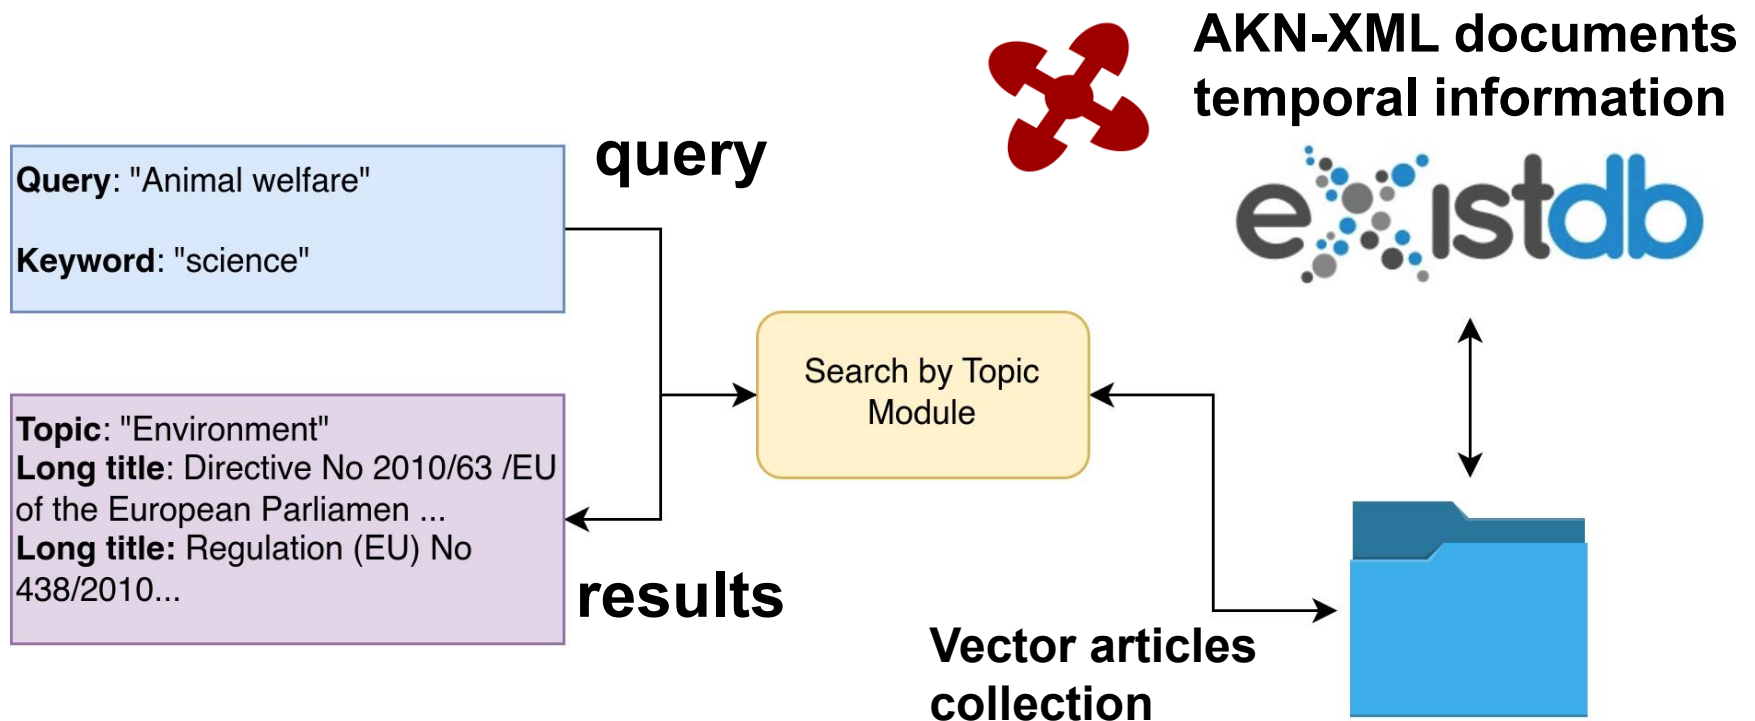 AKN-XML documents
temporal information
existdb
query
Query: "Animal welfare"
Keyword: "science"
Search by Topic
Module
Topic: "Environment"
Long title: Directive No 2010/63 /EU
of the European Parliamen ...
Long title: Regulation (EU) No
438/2010...
results
Vector articles
collection